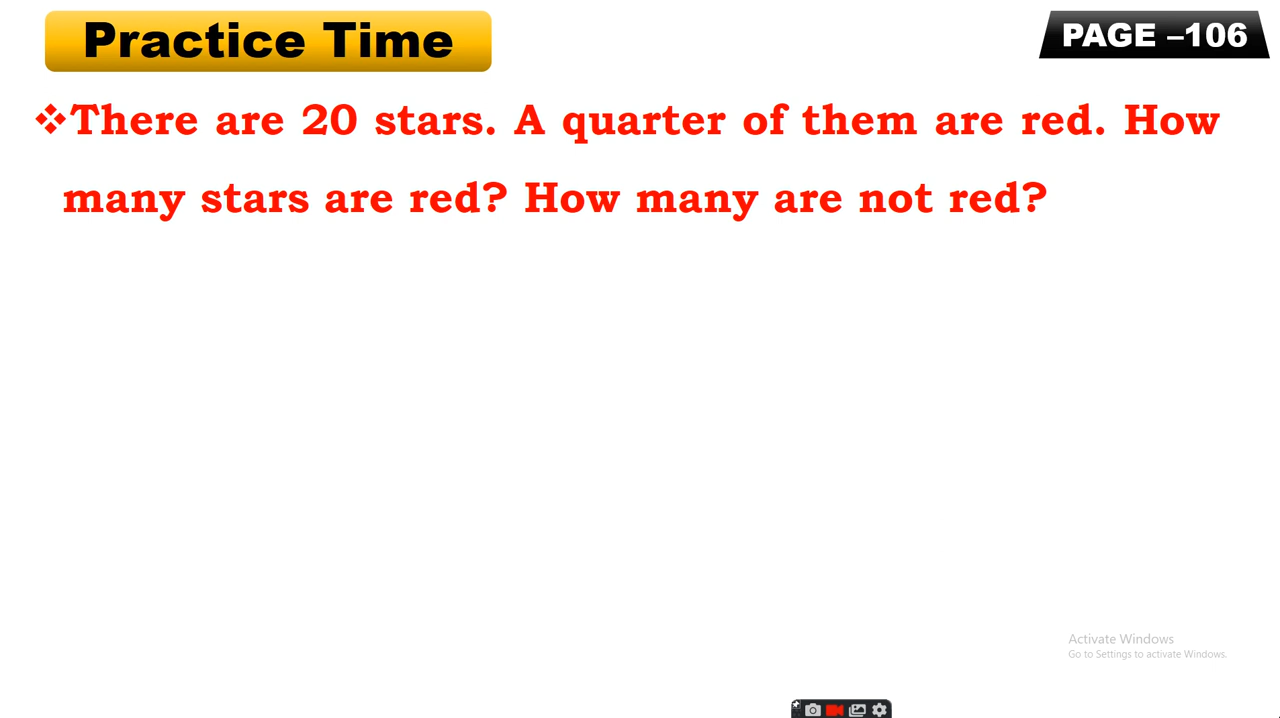 Practice Time
PAGE –106
❖There are 20 stars. A quarter of them are red. How
many stars are red? How many are not red?
Activate Windows
Go to Settings to activate Windows.